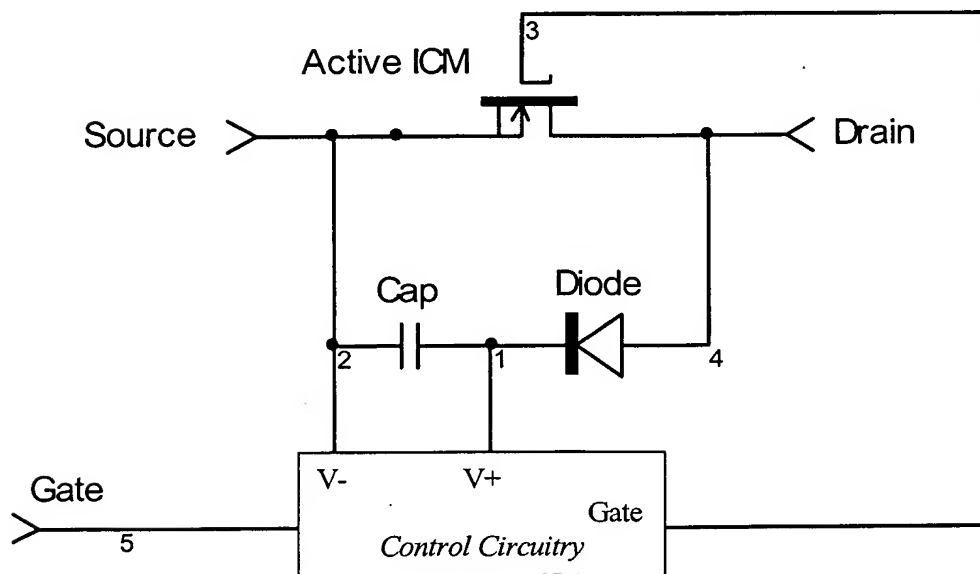 3
Active ICM
Source
Drain
Cap
Diode
2
1
4
V-
V+
Gate
Gate
5
Control Circuitry